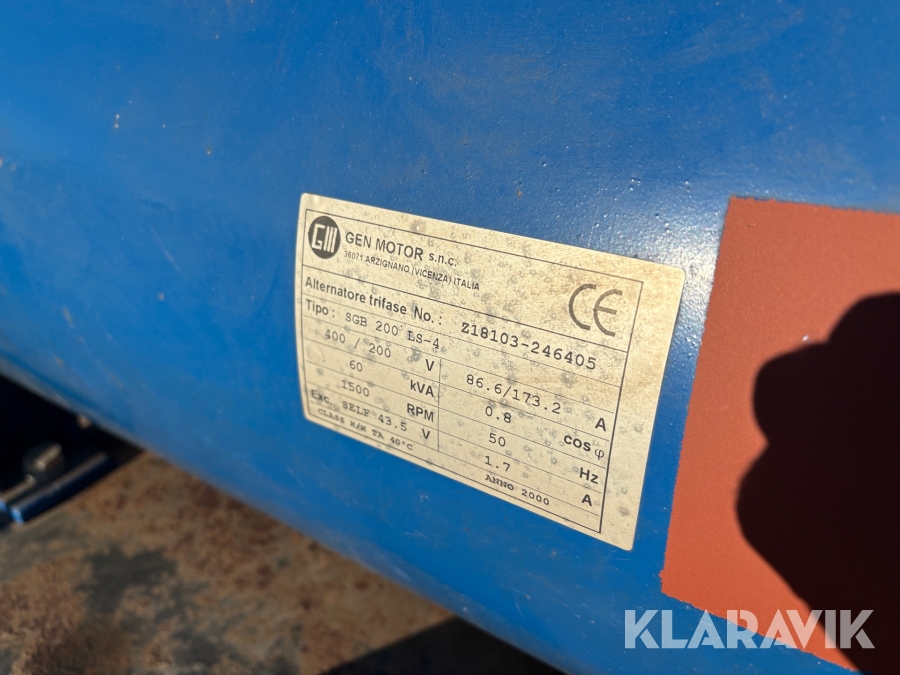 GM GEN MOTOR s.n.c.
36071 ARZIGNANO (VICENZA) ITALIA
CE
Alternatore trifase No.: Z18103-246405
Tipo: SGB 200 LS-4
400 / 200 V 86.6/173.2 A
60 kVA 0.8 cos φ
1500 RPM 50 Hz
Exc. SELF 43.5 V 1.7 A
CLASS H/H TA 40°C ANNO 2000
KLARAVIK